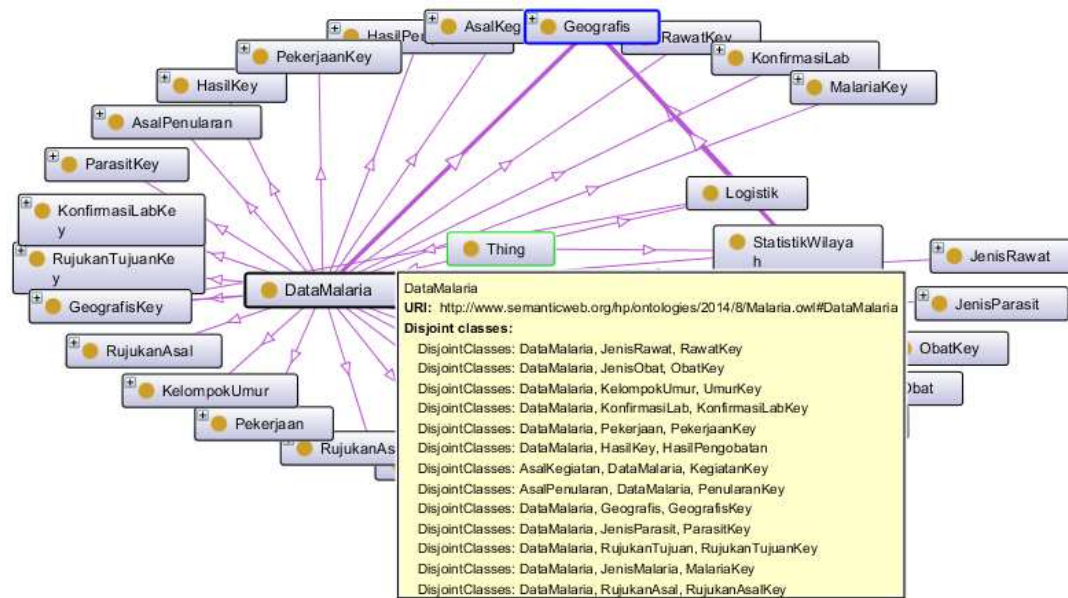 AsalKeg
Geografis
HasilPen
RawatKey
PekerjaanKey
KonfirmasiLab
HasilKey
MalariaKey
AsalPenularan
ParasitKey
Logistik
KonfirmasiLabKe
y
Thing
StatistikWilaya
h
RujukanTujuanKe
y
JenisRawat
DataMalaria
GeografisKey
JenisParasit
RujukanAsal
ObatKey
KelompokUmur
Obat
Pekerjaan
RujukanAs
DataMalaria
URI: http://www.semanticweb.org/hp/ontologies/2014/8/Malaria.owl#DataMalaria
Disjoint classes:
DisjointClasses: DataMalaria, JenisRawat, RawatKey
DisjointClasses: DataMalaria, JenisObat, ObatKey
DisjointClasses: DataMalaria, KelompokUmur, UmurKey
DisjointClasses: DataMalaria, KonfirmasiLab, KonfirmasiLabKey
DisjointClasses: DataMalaria, Pekerjaan, PekerjaanKey
DisjointClasses: DataMalaria, HasilKey, HasilPengobatan
DisjointClasses: AsalKegiatan, DataMalaria, KegiatanKey
DisjointClasses: AsalPenularan, DataMalaria, PenularanKey
DisjointClasses: DataMalaria, Geografis, GeografisKey
DisjointClasses: DataMalaria, JenisParasit, ParasitKey
DisjointClasses: DataMalaria, RujukanTujuan, RujukanTujuanKey
DisjointClasses: DataMalaria, JenisMalaria, MalariaKey
DisjointClasses: DataMalaria, RujukanAsal, RujukanAsalKey